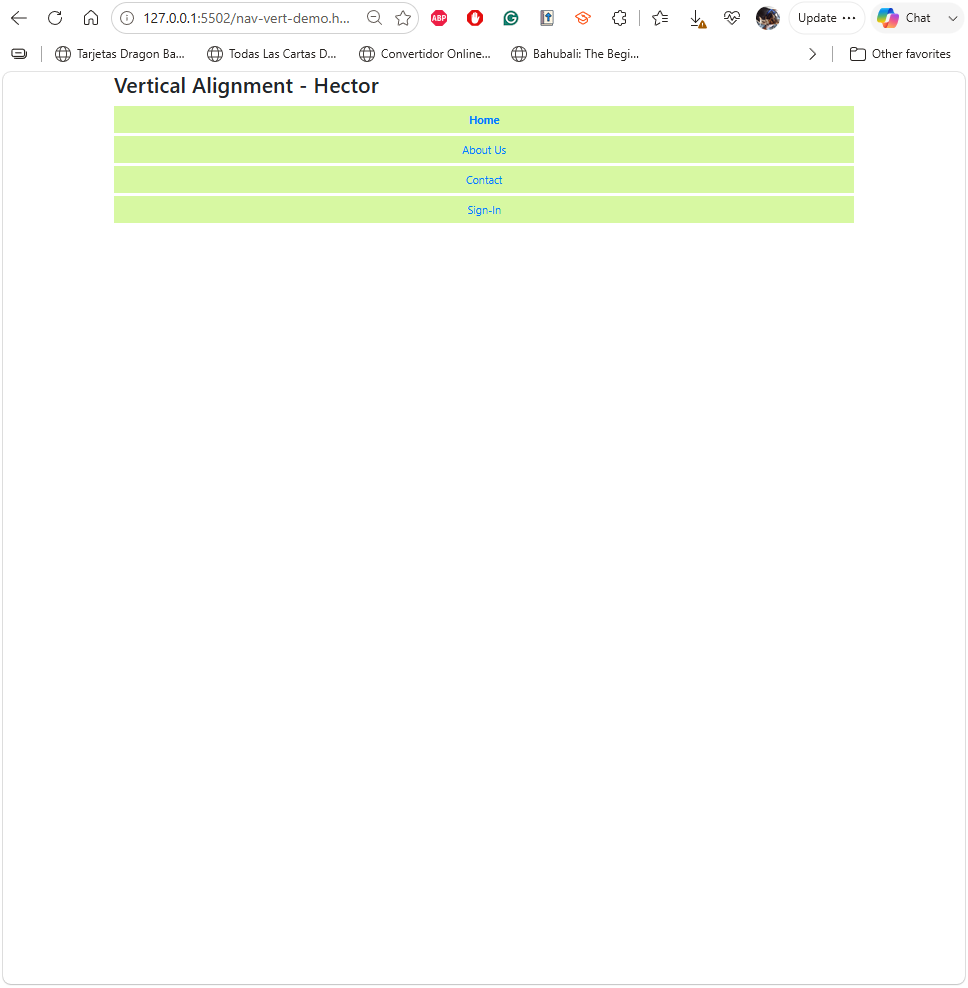 127.0.0.1:5502/nav-vert-demo.h...
ABP
Update
Chat
Tarjetas Dragon Ba...
Todas Las Cartas D...
Convertidor Online...
Bahubali: The Begi...
Other favorites
Vertical Alignment - Hector
Home
About Us
Contact
Sign-In